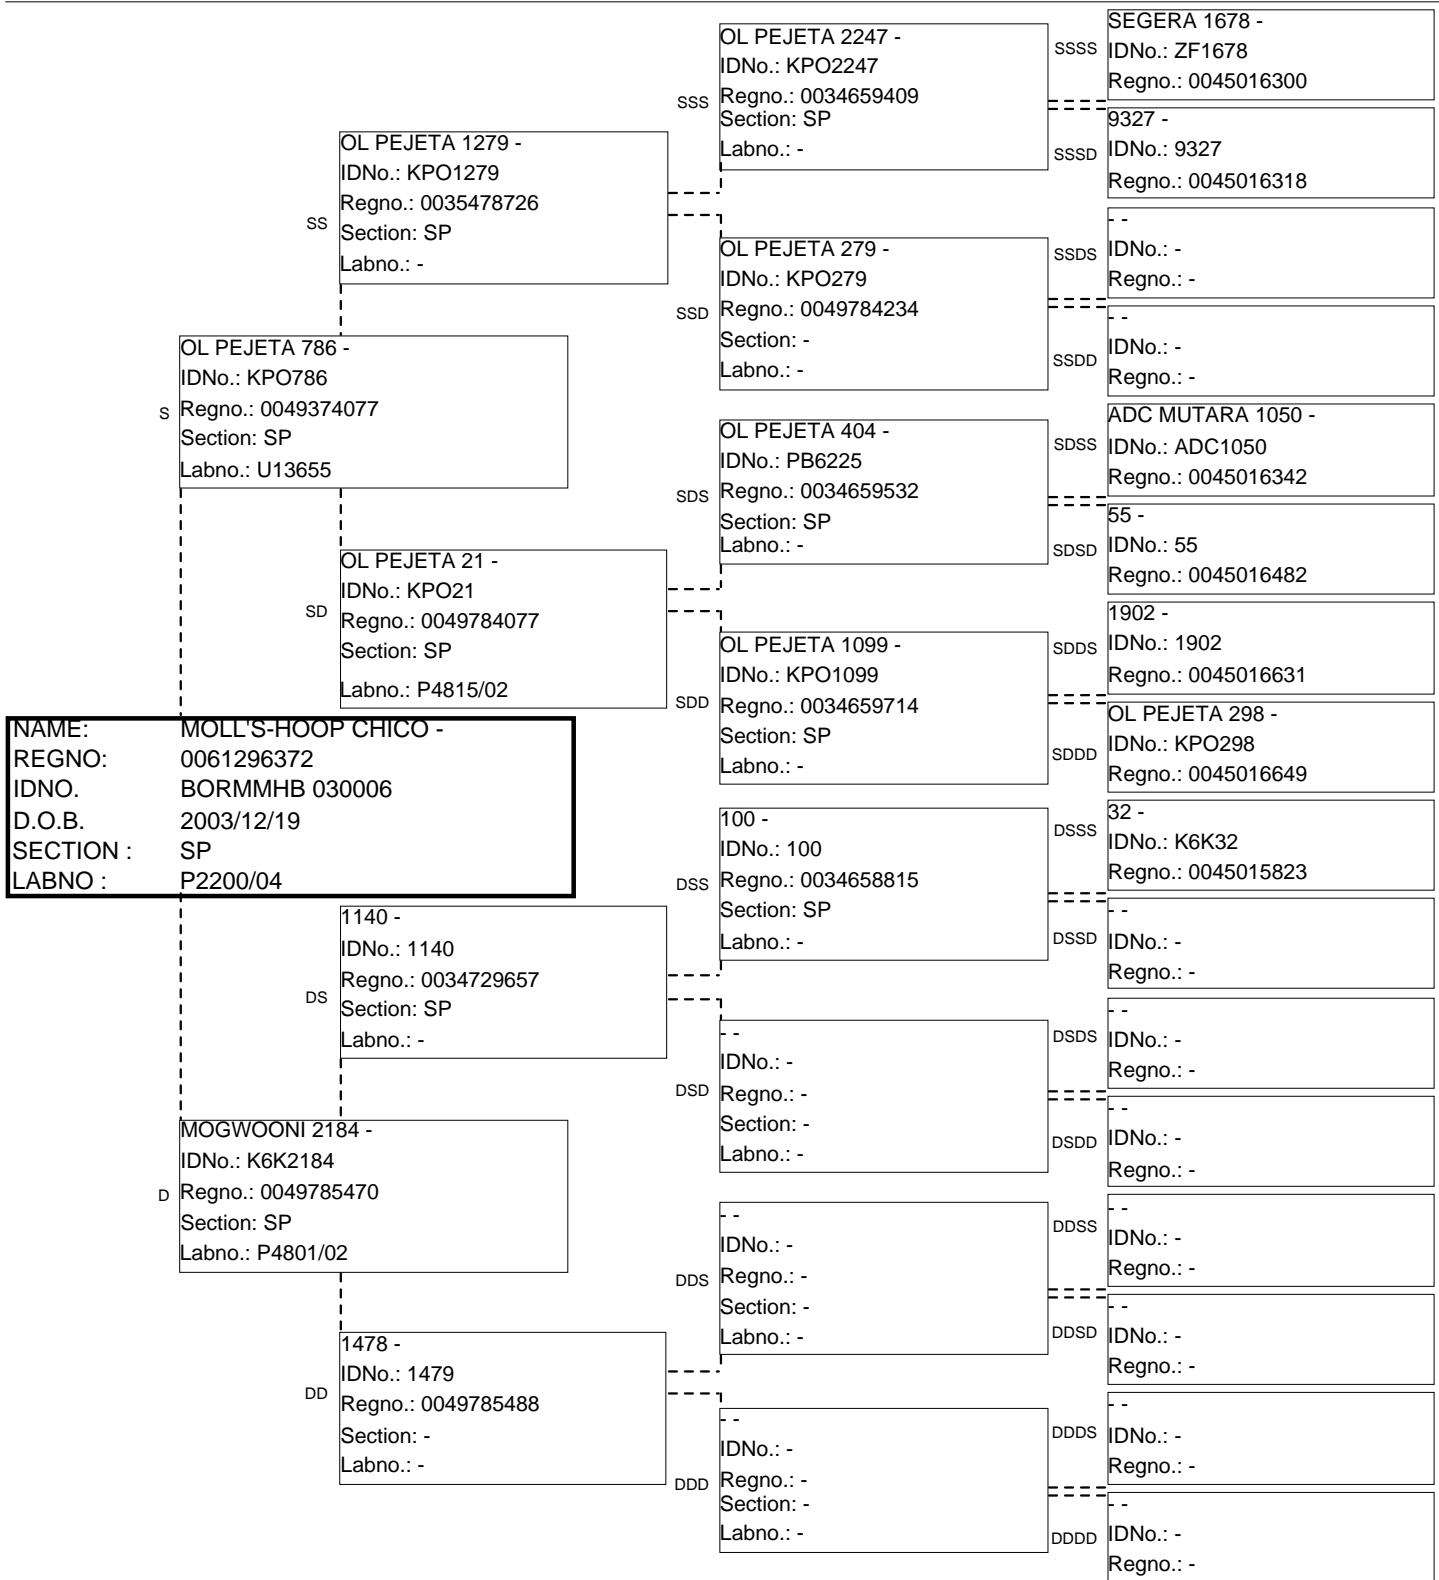 SS
OL PEJETA 1279 -
IDNo.: KPO1279
Regno.: 0035478726
Section: SP
Labno.: -
S
OL PEJETA 786 -
IDNo.: KPO786
Regno.: 0049374077
Section: SP
Labno.: U13655
SD
OL PEJETA 21 -
IDNo.: KPO21
Regno.: 0049784077
Section: SP
Labno.: P4815/02
NAME: MOLL'S-HOOP CHICO -
REGNO: 0061296372
IDNO. BORMMHB 030006
D.O.B. 2003/12/19
SECTION : SP
LABNO : P2200/04
DS
1140 -
IDNo.: 1140
Regno.: 0034729657
Section: SP
Labno.: -
D
MOGWOONI 2184 -
IDNo.: K6K2184
Regno.: 0049785470
Section: SP
Labno.: P4801/02
DD
1478 -
IDNo.: 1479
Regno.: 0049785488
Section: -
Labno.: -
SSS
OL PEJETA 2247 -
IDNo.: KPO2247
Regno.: 0034659409
Section: SP
Labno.: -
SSD
OL PEJETA 279 -
IDNo.: KPO279
Regno.: 0049784234
Section: -
Labno.: -
SDS
OL PEJETA 404 -
IDNo.: PB6225
Regno.: 0034659532
Section: SP
Labno.: -
SDD
OL PEJETA 1099 -
IDNo.: KPO1099
Regno.: 0034659714
Section: SP
Labno.: -
DSS
100 -
IDNo.: 100
Regno.: 0034658815
Section: SP
Labno.: -
DSD
- -
IDNo.: -
Regno.: -
Section: -
Labno.: -
DDS
- -
IDNo.: -
Regno.: -
Section: -
Labno.: -
DDD
- -
IDNo.: -
Regno.: -
Section: -
Labno.: -
SSSS
SEGERA 1678 -
IDNo.: ZF1678
Regno.: 0045016300
SSSD
9327 -
IDNo.: 9327
Regno.: 0045016318
SSDS
- -
IDNo.: -
Regno.: -
SSDD
- -
IDNo.: -
Regno.: -
SDSS
ADC MUTARA 1050 -
IDNo.: ADC1050
Regno.: 0045016342
SDSD
55 -
IDNo.: 55
Regno.: 0045016482
SDDS
1902 -
IDNo.: 1902
Regno.: 0045016631
SDDD
OL PEJETA 298 -
IDNo.: KPO298
Regno.: 0045016649
DSSS
32 -
IDNo.: K6K32
Regno.: 0045015823
DSSD
- -
IDNo.: -
Regno.: -
DSDS
- -
IDNo.: -
Regno.: -
DSDD
- -
IDNo.: -
Regno.: -
DDSS
- -
IDNo.: -
Regno.: -
DDSD
- -
IDNo.: -
Regno.: -
DDDS
- -
IDNo.: -
Regno.: -
DDDD
- -
IDNo.: -
Regno.: -